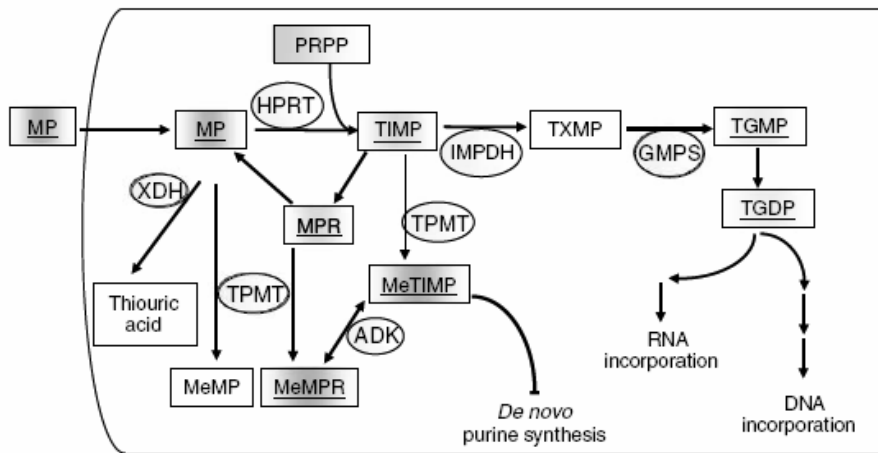 PRPP
HPRT
MP
MP
TIMP
IMPDH
TXMP
GMPS
TGMP
XDH
MPR
TPMT
TGDP
Thiouric
acid
TPMT
MeTIMP
ADK
MeMP
MeMPR
RNA
incorporation
De novo
purine synthesis
DNA
incorporation